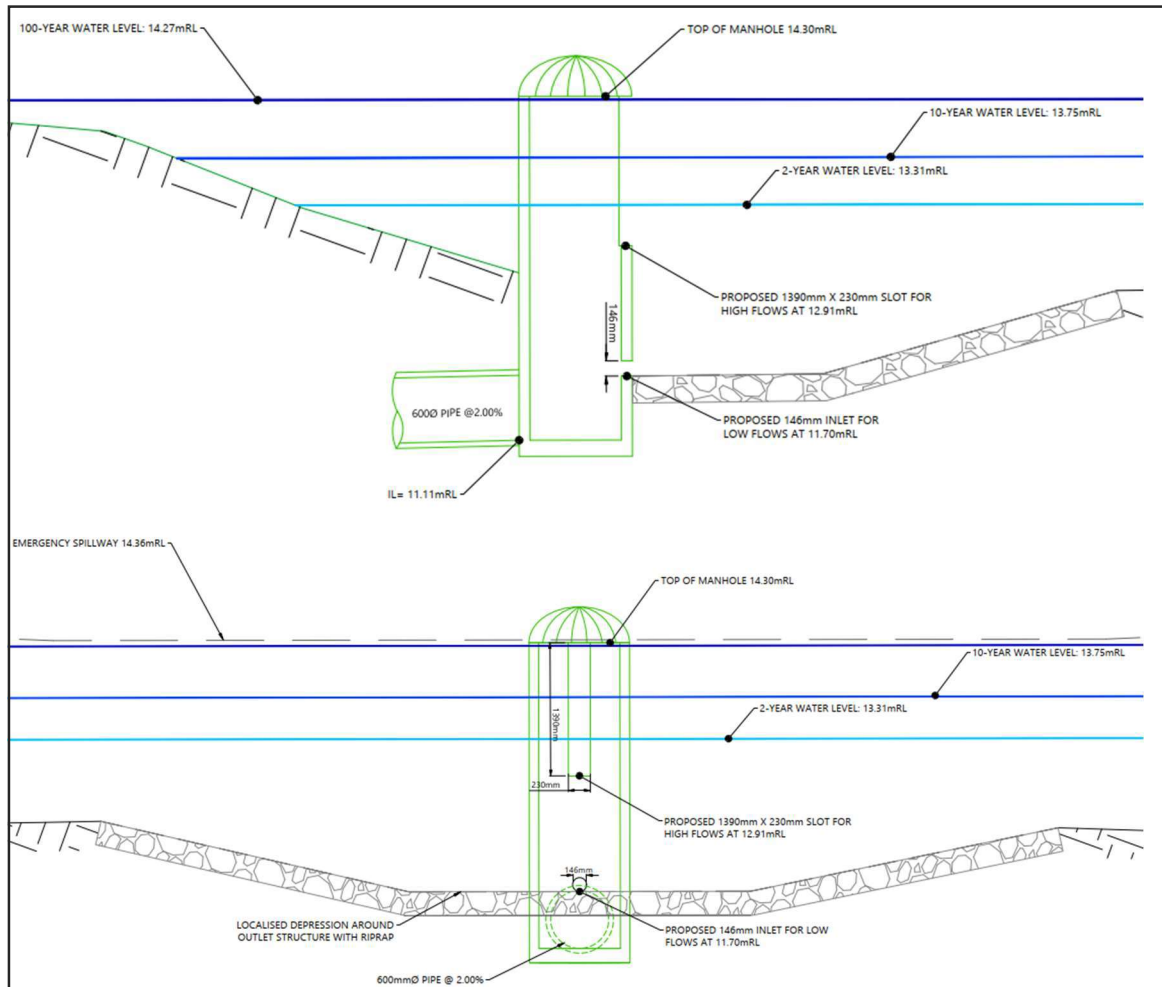 100-YEAR WATER LEVEL: 14.27mRL
TOP OF MANHOLE 14.30mRL
10-YEAR WATER LEVEL: 13.75mRL
2-YEAR WATER LEVEL: 13.31mRL
PROPOSED 1390mm X 230mm SLOT FOR
HIGH FLOWS AT 12.91mRL
146mm
600Ø PIPE @2.00%
PROPOSED 146mm INLET FOR
LOW FLOWS AT 11.70mRL
IL= 11.11mRL
EMERGENCY SPILLWAY 14.36mRL
TOP OF MANHOLE 14.30mRL
10-YEAR WATER LEVEL: 13.75mRL
2-YEAR WATER LEVEL: 13.31mRL
1390mm
230mm
PROPOSED 1390mm X 230mm SLOT FOR
HIGH FLOWS AT 12.91mRL
146mm
LOCALISED DEPRESSION AROUND
OUTLET STRUCTURE WITH RIPRAP
PROPOSED 146mm INLET FOR LOW
FLOWS AT 11.70mRL
600mmØ PIPE @ 2.00%